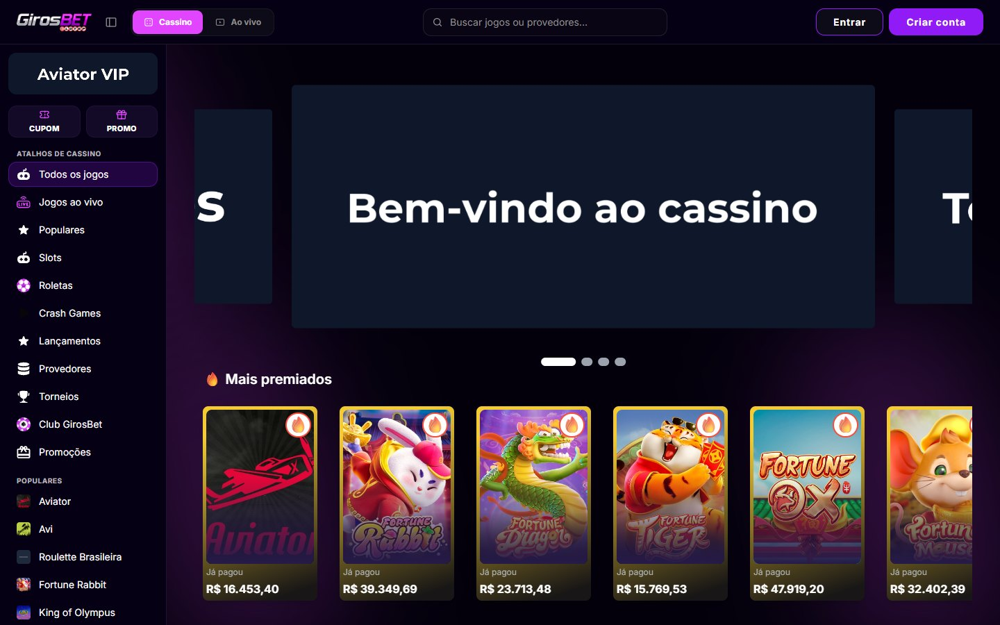 GirosBET
SLOTS
Cassino
Ao vivo
Buscar jogos ou provedores...
Entrar
Criar conta
Aviator VIP
CUPOM
PROMO
ATALHOS DE CASSINO
Todos os jogos
LIVE
Jogos ao vivo
Populares
Slots
Roletas
Crash Games
Lançamentos
Provedores
Torneios
Club GirosBet
Promoções
POPULARES
Aviator
Avi
Roulette Brasileira
Fortune Rabbit
King of Olympus
S
Bem-vindo ao cassino
Mais premiados
Aviator
Já pagou
R$ 16.453,40
FORTUNE
Rabbit
Já pagou
R$ 39.349,69
FORTUNE
Dragon
Já pagou
R$ 23.713,48
FORTUNE
TIGER
Já pagou
R$ 15.769,53
FORTUNE
OX
Já pagou
R$ 47.919,20
Fortun
Mouse
Já pagou
R$ 32.402,39